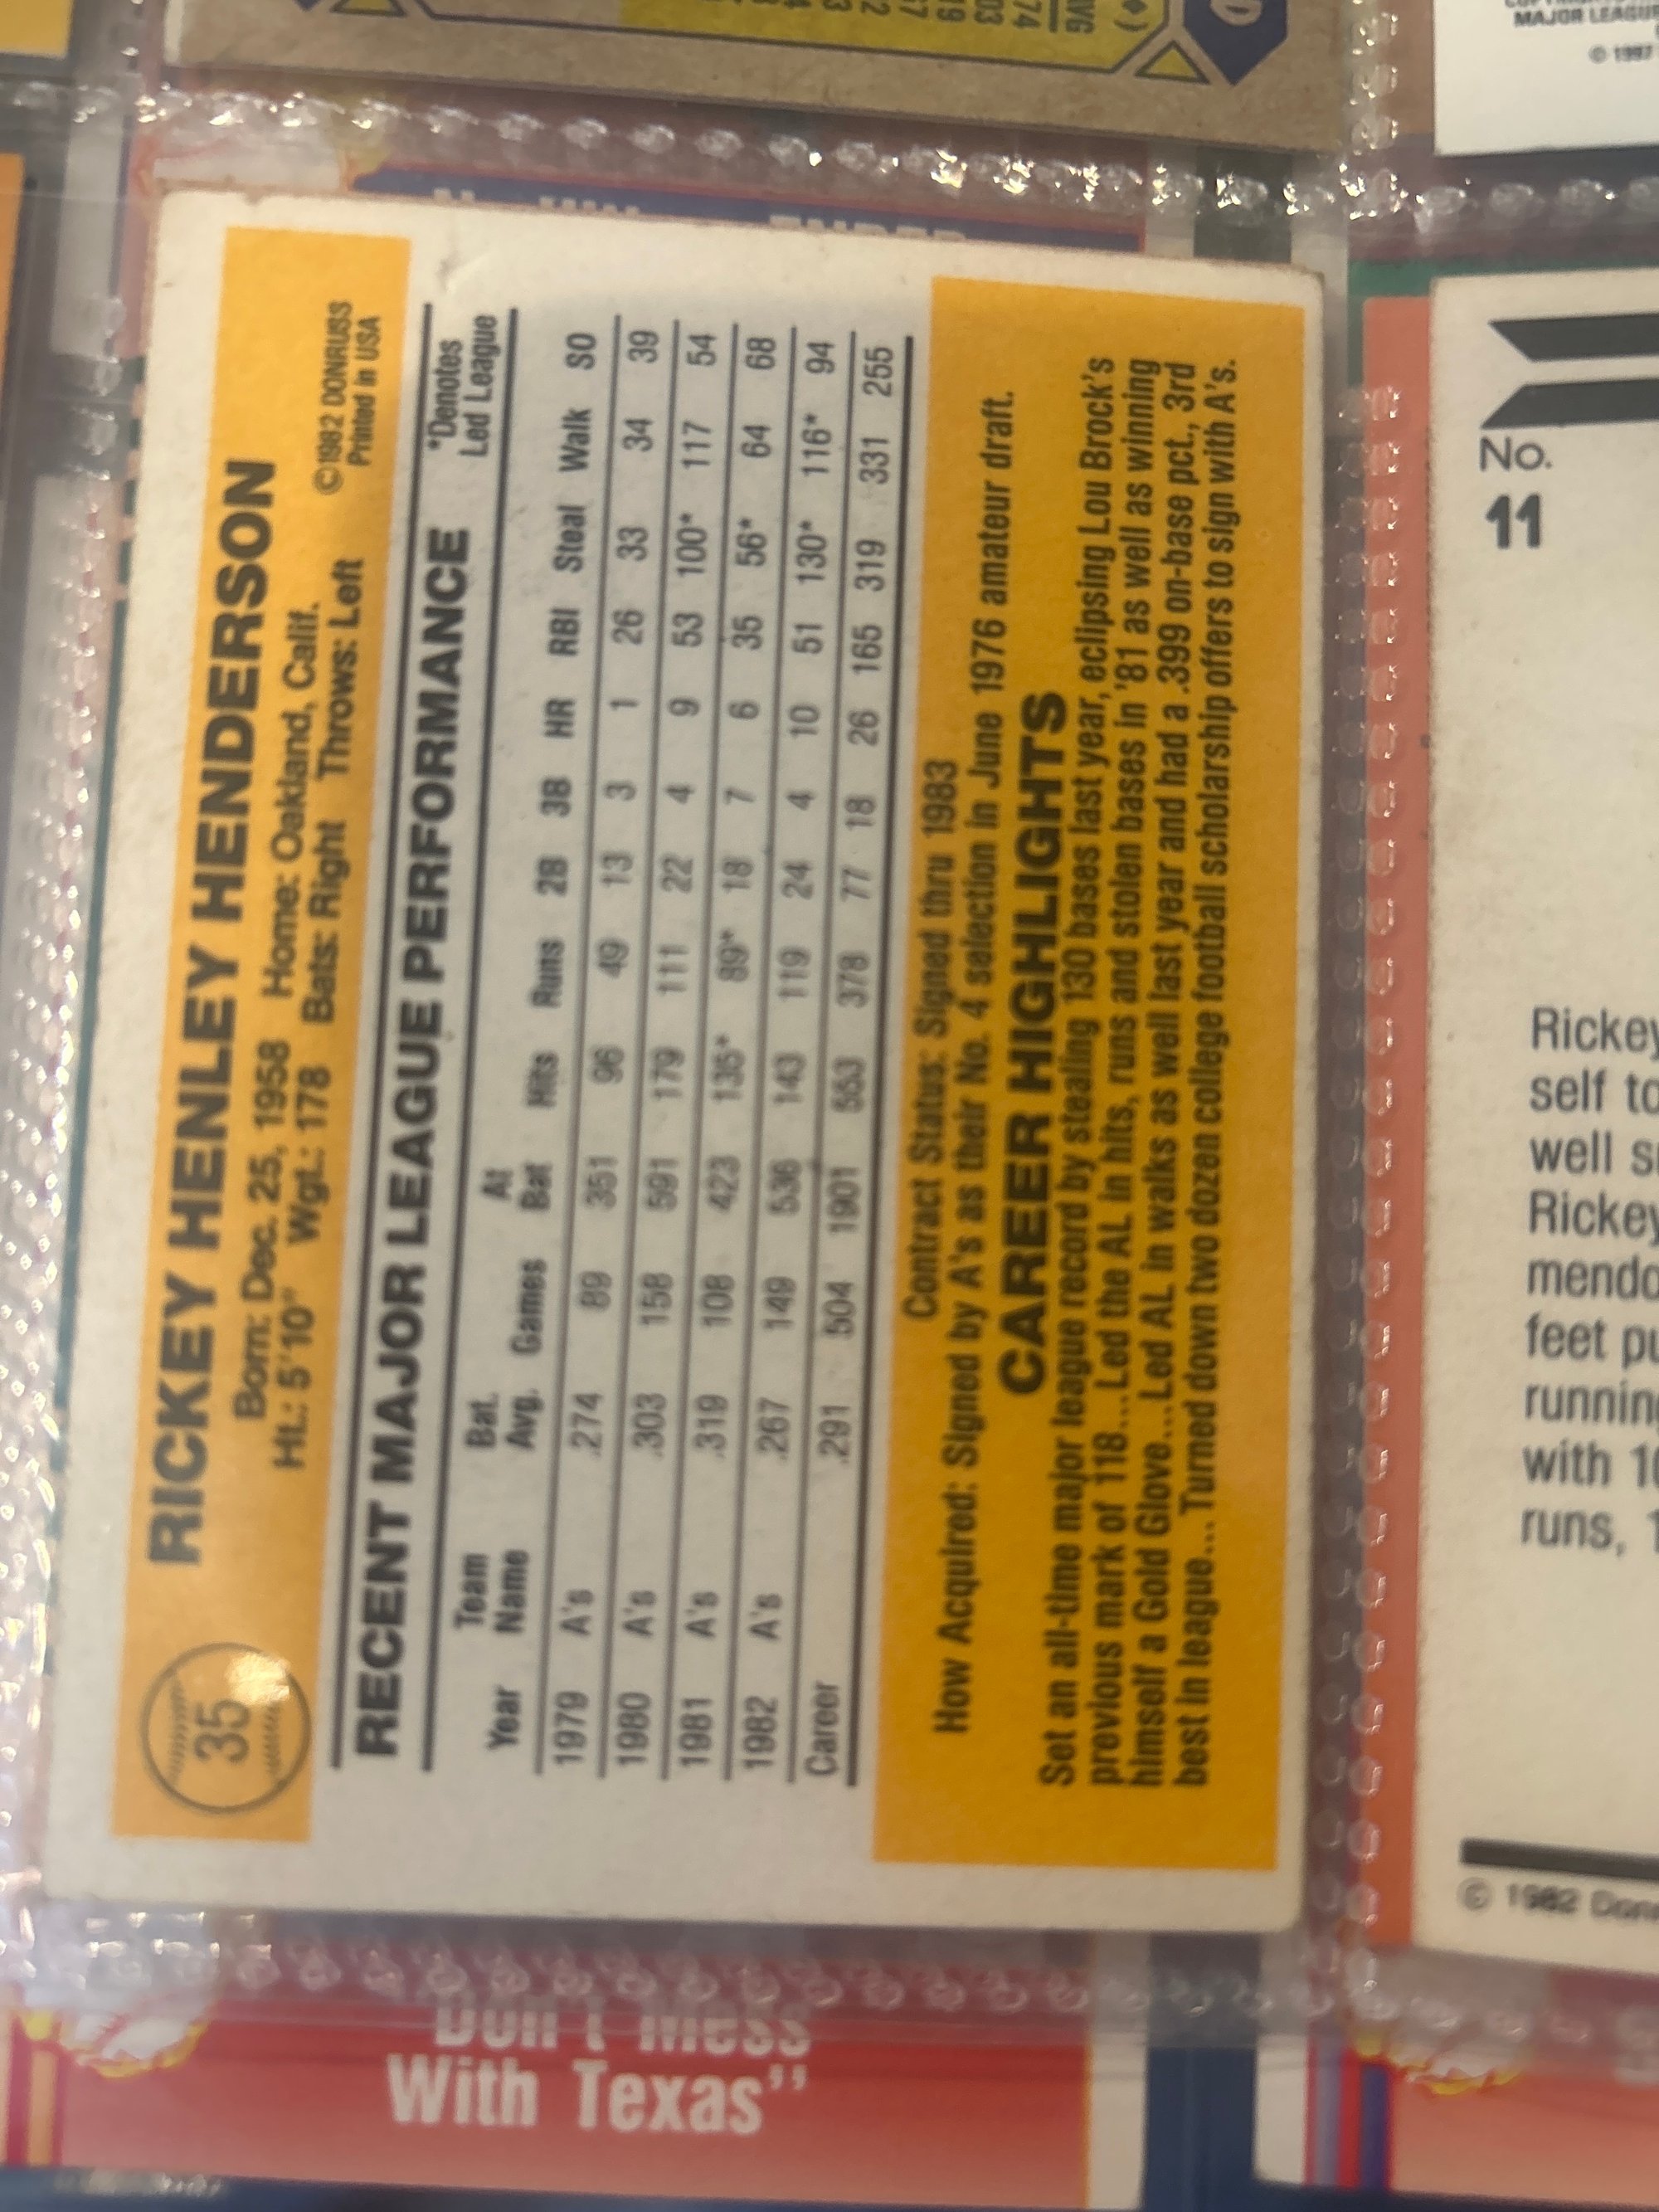 35
RICKEY HENLEY HENDERSON
Born: Dec. 25, 1958 Home: Oakland, Calif.
Ht.: 5'10" Wgt.: 178 Bats: Right Throws: Left
©1982 DONRUSS
Printed in USA
RECENT MAJOR LEAGUE PERFORMANCE
*Denotes
Led League
Year Team Name Bat. Avg. Games At Bat Hits Runs 2B 3B HR RBI Steal Walk SO
1979 A's .274 89 351 96 49 13 3 1 26 33 34 39
1980 A's .303 158 591 179 111 22 4 9 53 100* 117 54
1981 A's .319 108 423 135* 89* 18 7 6 35 56* 64 68
1982 A's .267 149 536 143 119 24 4 10 51 130* 116* 94
Career .291 504 1901 553 378 77 18 26 165 319 331 255
Contract Status: Signed thru 1983
How Acquired: Signed by A's as their No. 4 selection in June 1976 amateur draft.
CAREER HIGHLIGHTS
Set an all-time major league record by stealing 130 bases last year, eclipsing Lou Brock's
previous mark of 118...Led the AL in hits, runs and stolen bases in '81 as well as winning
himself a Gold Glove...Led AL in walks as well last year and had a .399 on-base pct., 3rd
best in league...Turned down two dozen college football scholarship offers to sign with A's.
MAJOR LEAGU
© 1997
No.
11
Rickey
self to
well s
Rickey
mend
feet pu
running
with 10
runs, 1
© 1982 Don
Don't Mess
With Texas"